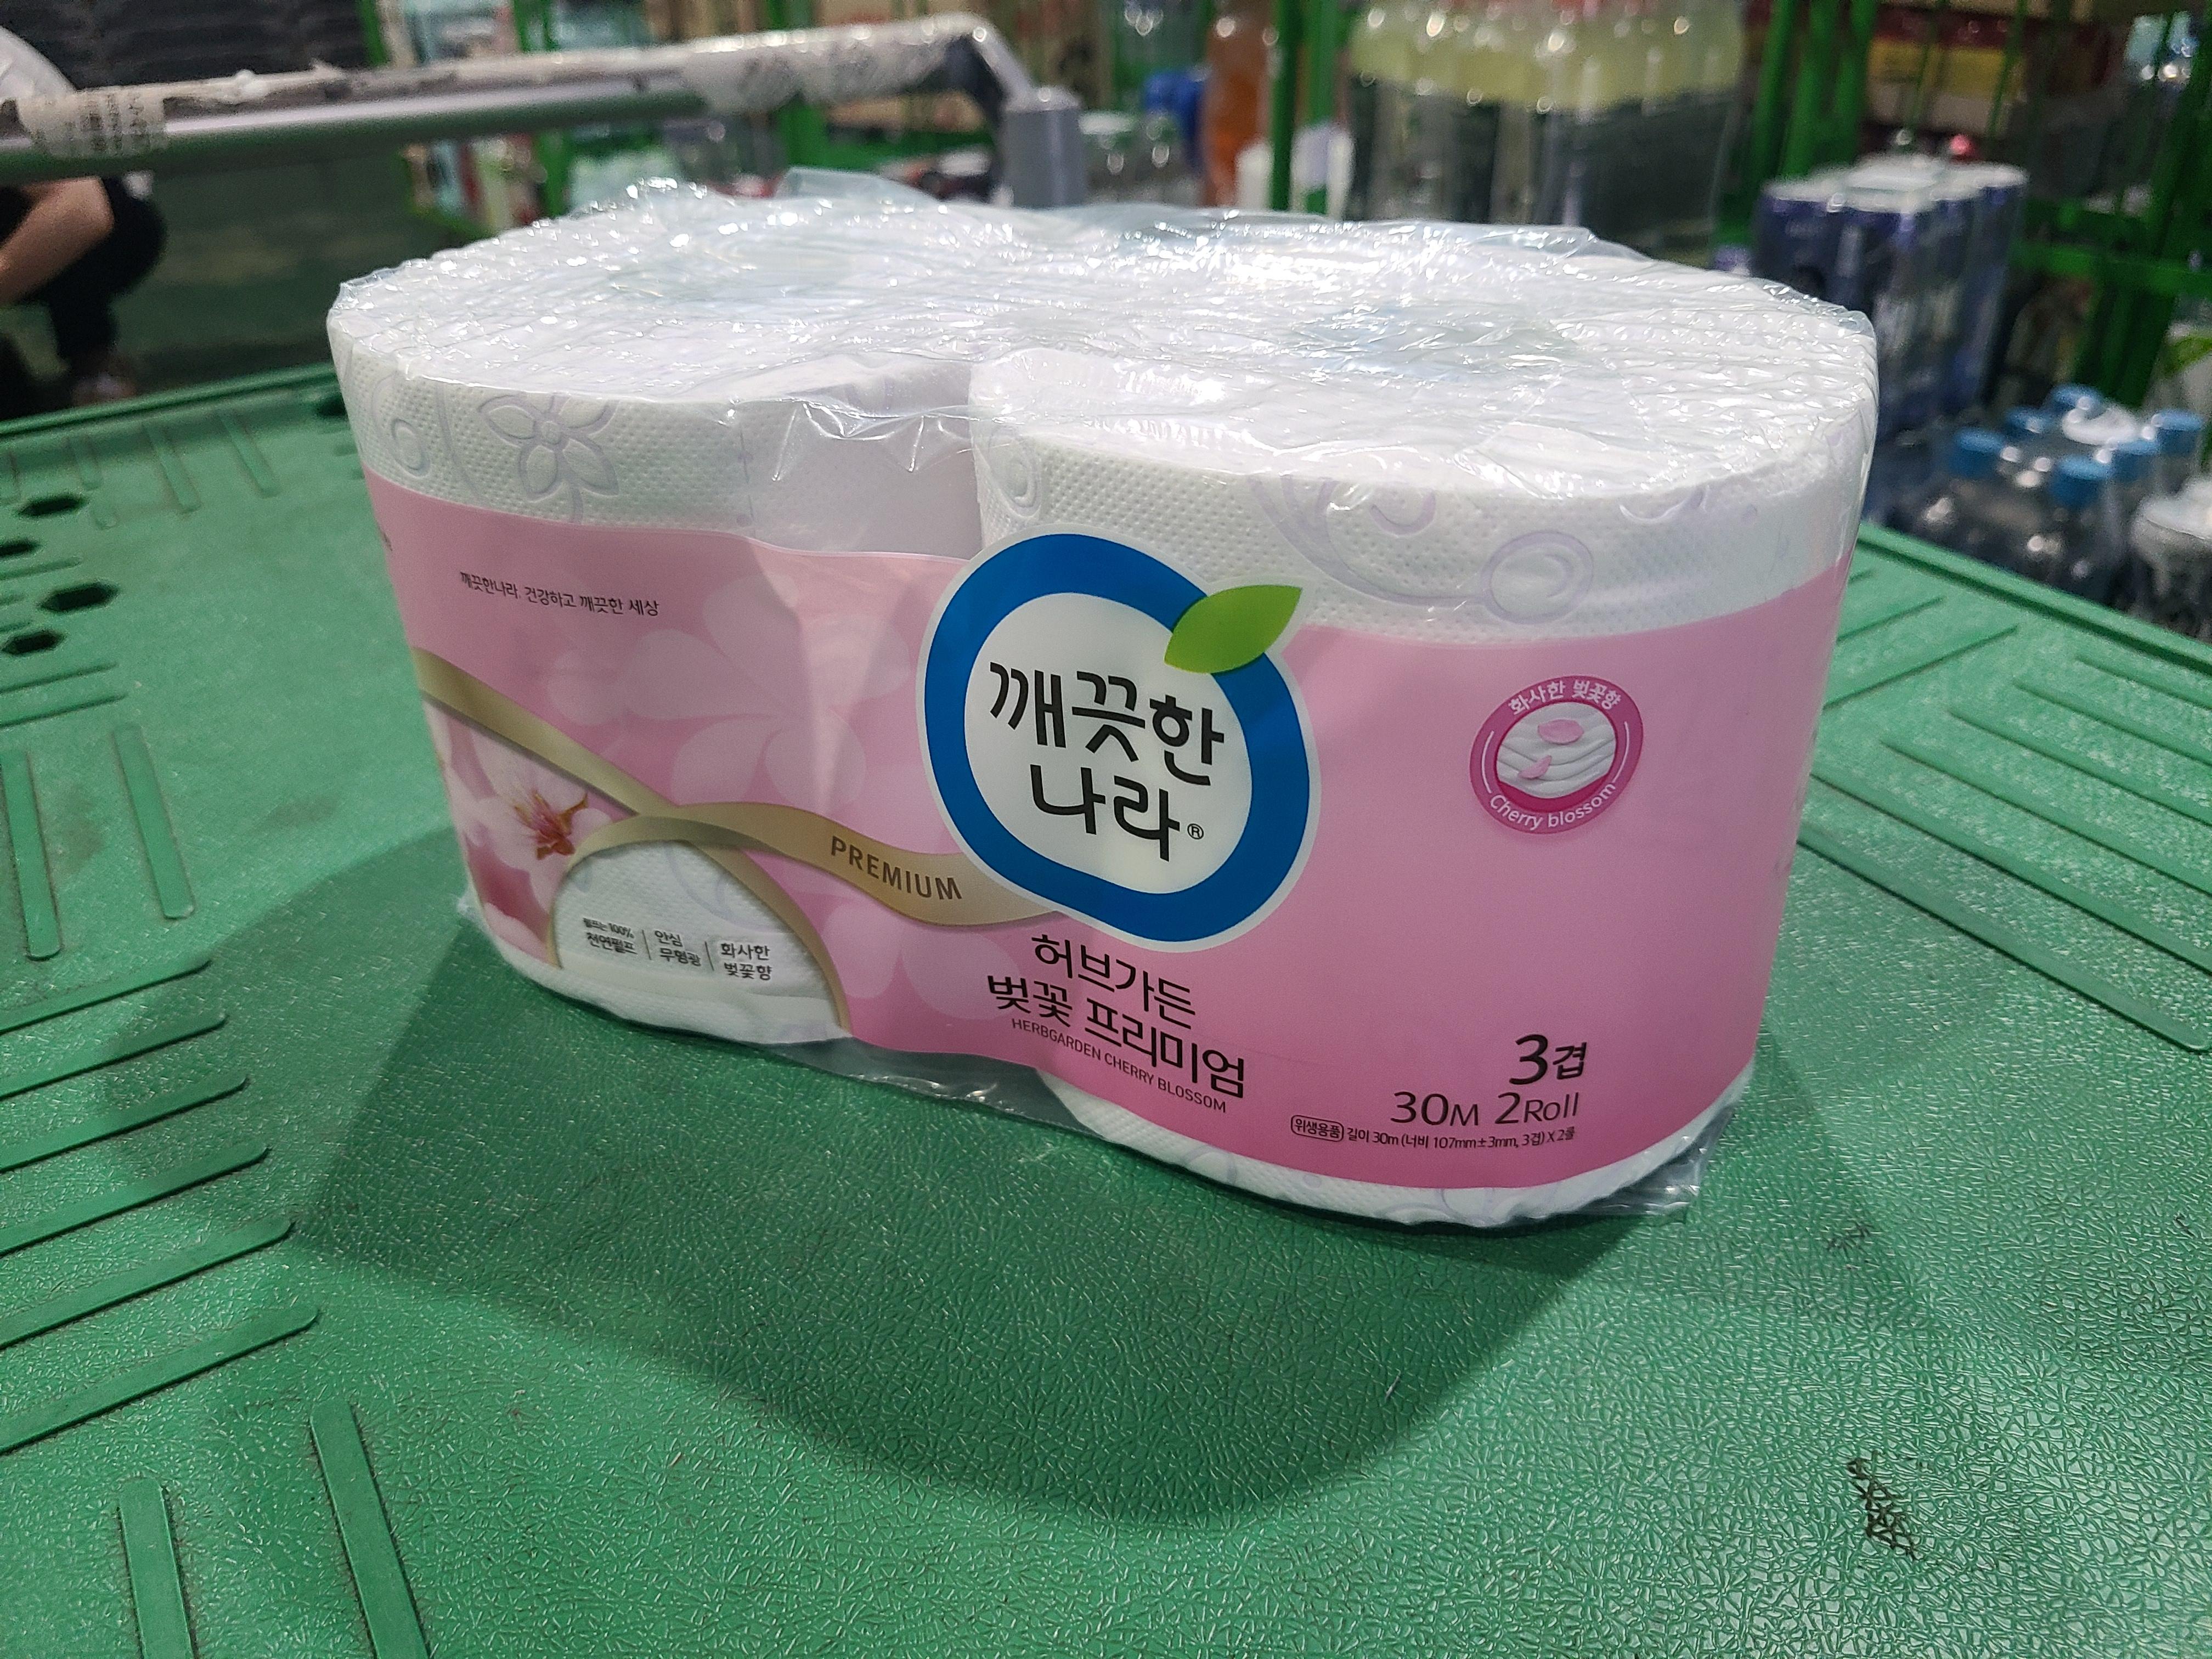 깨끗한나라. 건강하고 깨끗한 세상
깨끗한
나라®
화사한 벚꽃향
Cherry blossom
PREMIUM
펄프는 100%
천연펄프
안심
무형광
화사한
벚꽃향
허브가든
벚꽃 프리미엄
HERBGARDEN CHERRY BLOSSOM
3겹
30M 2Roll
위생용품 길이 30m (너비 107mm±3mm, 3겹) X 2롤